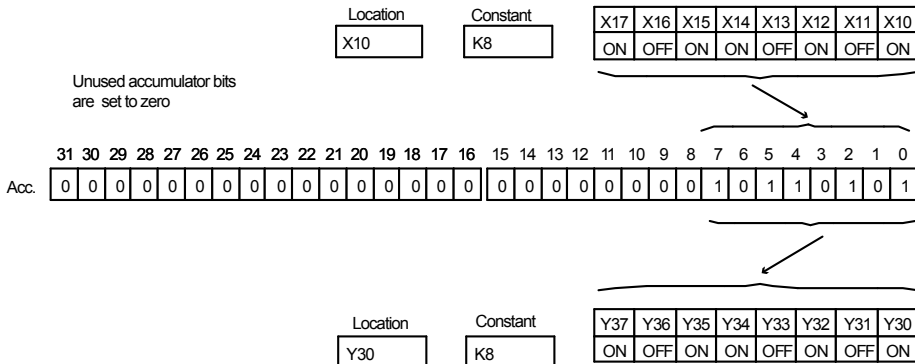 Location Constant X17 X16 X15 X14 X13 X12 X11 X10
X10 K8 ON OFF ON ON OFF ON OFF ON
Unused accumulator bits
are set to zero
31 30 29 28 27 26 25 24 23 22 21 20 19 18 17 16 15 14 13 12 11 10 9 8 7 6 5 4 3 2 1 0
Acc. 0 0 0 0 0 0 0 0 0 0 0 0 0 0 0 0 0 0 0 0 0 0 0 0 1 0 1 1 0 1 0 1
Location Constant Y37 Y36 Y35 Y34 Y33 Y32 Y31 Y30
Y30 K8 ON OFF ON ON OFF ON OFF ON